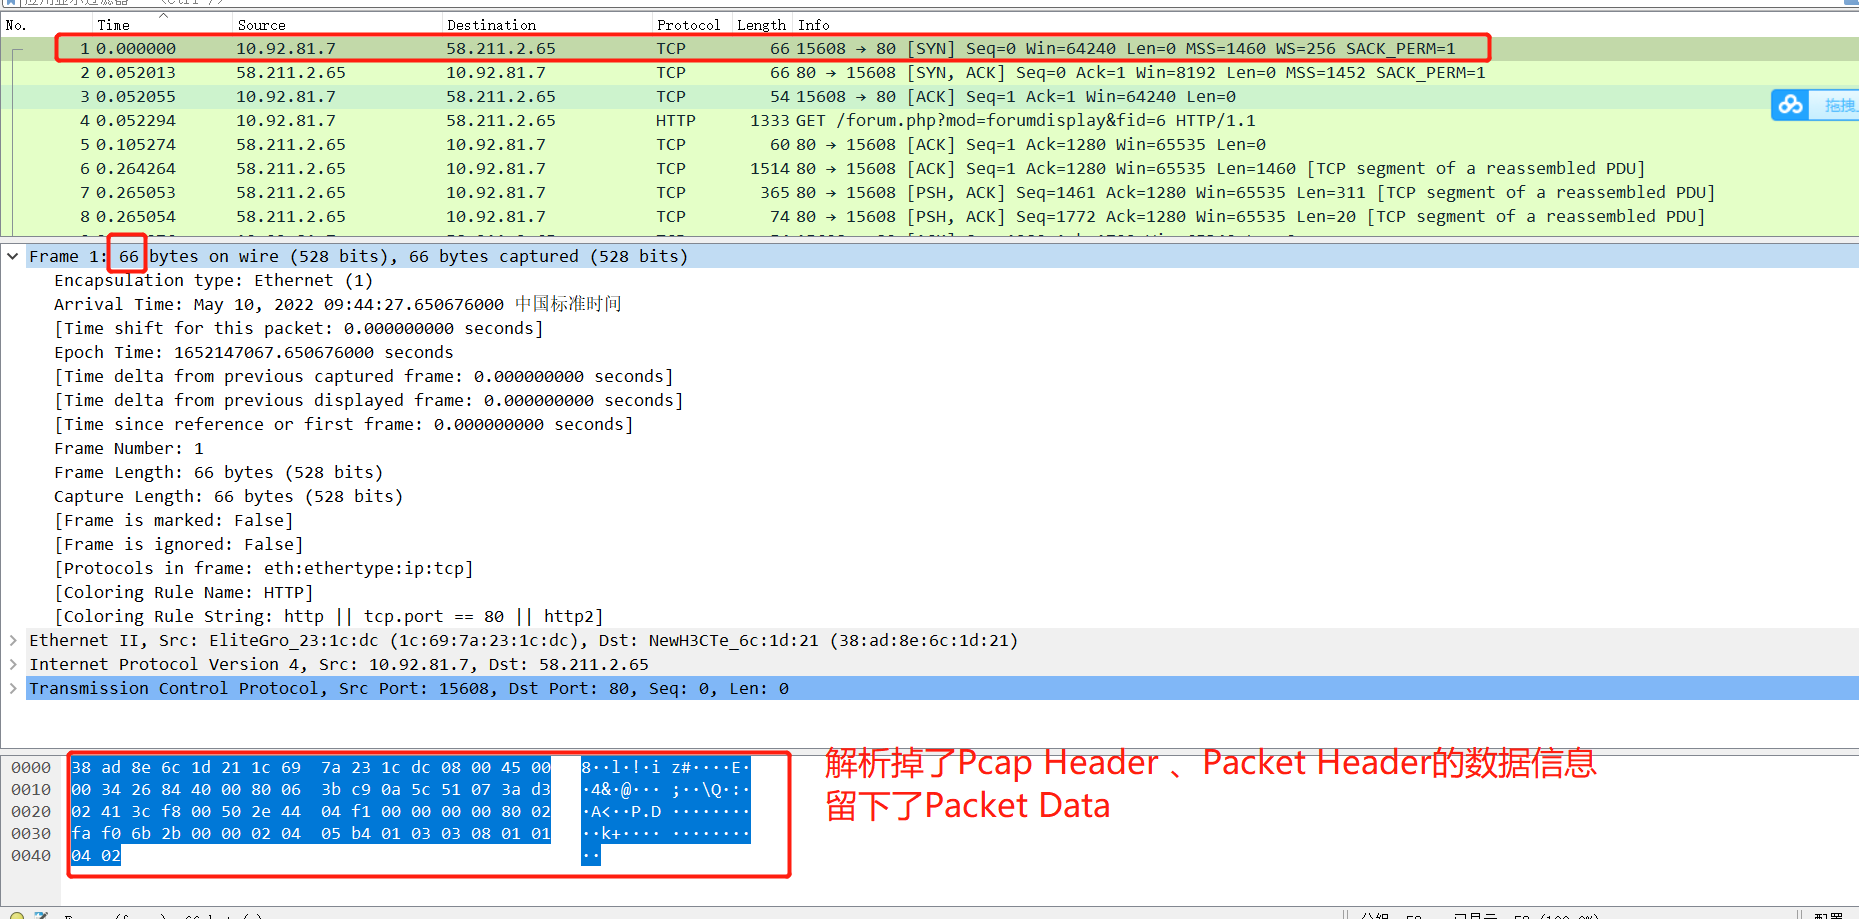 No. Time Source Destination Protocol Length Info
1 0.000000 10.92.81.7 58.211.2.65 TCP 66 15608 → 80 [SYN] Seq=0 Win=64240 Len=0 MSS=1460 WS=256 SACK_PERM=1
2 0.052013 58.211.2.65 10.92.81.7 TCP 66 80 → 15608 [SYN, ACK] Seq=0 Ack=1 Win=8192 Len=0 MSS=1452 SACK_PERM=1
3 0.052055 10.92.81.7 58.211.2.65 TCP 54 15608 → 80 [ACK] Seq=1 Ack=1 Win=64240 Len=0
拖拽
4 0.052294 10.92.81.7 58.211.2.65 HTTP 1333 GET /forum.php?mod=forumdisplay&fid=6 HTTP/1.1
5 0.105274 58.211.2.65 10.92.81.7 TCP 60 80 → 15608 [ACK] Seq=1 Ack=1280 Win=65535 Len=0
6 0.264264 58.211.2.65 10.92.81.7 TCP 1514 80 → 15608 [ACK] Seq=1 Ack=1280 Win=65535 Len=1460 [TCP segment of a reassembled PDU]
7 0.265053 58.211.2.65 10.92.81.7 TCP 365 80 → 15608 [PSH, ACK] Seq=1461 Ack=1280 Win=65535 Len=311 [TCP segment of a reassembled PDU]
8 0.265054 58.211.2.65 10.92.81.7 TCP 74 80 → 15608 [PSH, ACK] Seq=1772 Ack=1280 Win=65535 Len=20 [TCP segment of a reassembled PDU]
Frame 1: 66 bytes on wire (528 bits), 66 bytes captured (528 bits)
Encapsulation type: Ethernet (1)
Arrival Time: May 10, 2022 09:44:27.650676000 中国标准时间
[Time shift for this packet: 0.000000000 seconds]
Epoch Time: 1652147067.650676000 seconds
[Time delta from previous captured frame: 0.000000000 seconds]
[Time delta from previous displayed frame: 0.000000000 seconds]
[Time since reference or first frame: 0.000000000 seconds]
Frame Number: 1
Frame Length: 66 bytes (528 bits)
Capture Length: 66 bytes (528 bits)
[Frame is marked: False]
[Frame is ignored: False]
[Protocols in frame: eth:ethertype:ip:tcp]
[Coloring Rule Name: HTTP]
[Coloring Rule String: http || tcp.port == 80 || http2]
Ethernet II, Src: EliteGro_23:1c:dc (1c:69:7a:23:1c:dc), Dst: NewH3CTe_6c:1d:21 (38:ad:8e:6c:1d:21)
Internet Protocol Version 4, Src: 10.92.81.7, Dst: 58.211.2.65
Transmission Control Protocol, Src Port: 15608, Dst Port: 80, Seq: 0, Len: 0
0000 38 ad 8e 6c 1d 21 1c 69 7a 23 1c dc 08 00 45 00 8··l·!·i z#····E·
0010 00 34 26 84 40 00 80 06 3b c9 0a 5c 51 07 3a d3 ·4&·@··· ;··\Q·:·
0020 02 41 3c f8 00 50 2e 44 04 f1 00 00 00 00 80 02 ·A<··P.D ········
0030 fa f0 6b 2b 00 00 02 04 05 b4 01 03 03 08 01 01 ··k+···· ········
0040 04 02 ··
解析掉了Pcap Header 、Packet Header的数据信息
留下了Packet Data